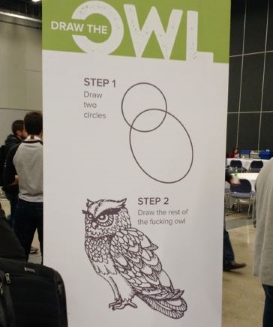 DRAW THE OWL
STEP 1
Draw
two
circles
STEP 2
Draw the rest of
the fucking owl